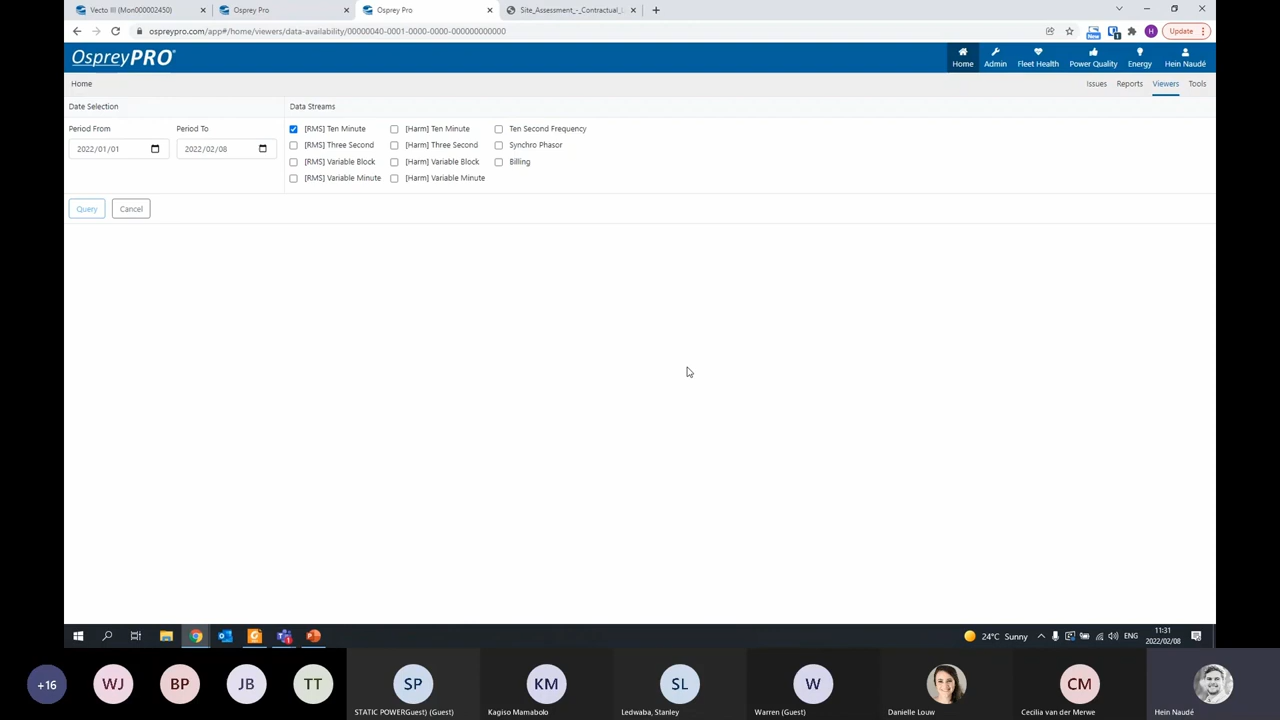 Vecto III (Mon000002450)
Osprey Pro
Osprey Pro
Site_Assessment_-_Contractual_
ospreypro.com/app#/home/viewers/data-availability/00000040-0001-0000-0000-000000000000
New
1
H
Update
OspreyPRO
Home
Admin
Fleet Health
Power Quality
Energy
Hein Naudé
Home
Issues
Reports
Viewers
Tools
Date Selection
Data Streams
Period From
Period To
2022/01/01
2022/02/08
[RMS] Ten Minute
[Harm] Ten Minute
Ten Second Frequency
[RMS] Three Second
[Harm] Three Second
Synchro Phasor
[RMS] Variable Block
[Harm] Variable Block
Billing
[RMS] Variable Minute
[Harm] Variable Minute
Query
Cancel
24°C Sunny
ENG
11:31
2022/02/08
+16
WJ
BP
JB
TT
SP
KM
SL
W
CM
STATIC POWERGuest) (Guest)
Kagiso Mamabolo
Ledwaba, Stanley
Warren (Guest)
Danielle Louw
Cecilia van der Merwe
Hein Naudé